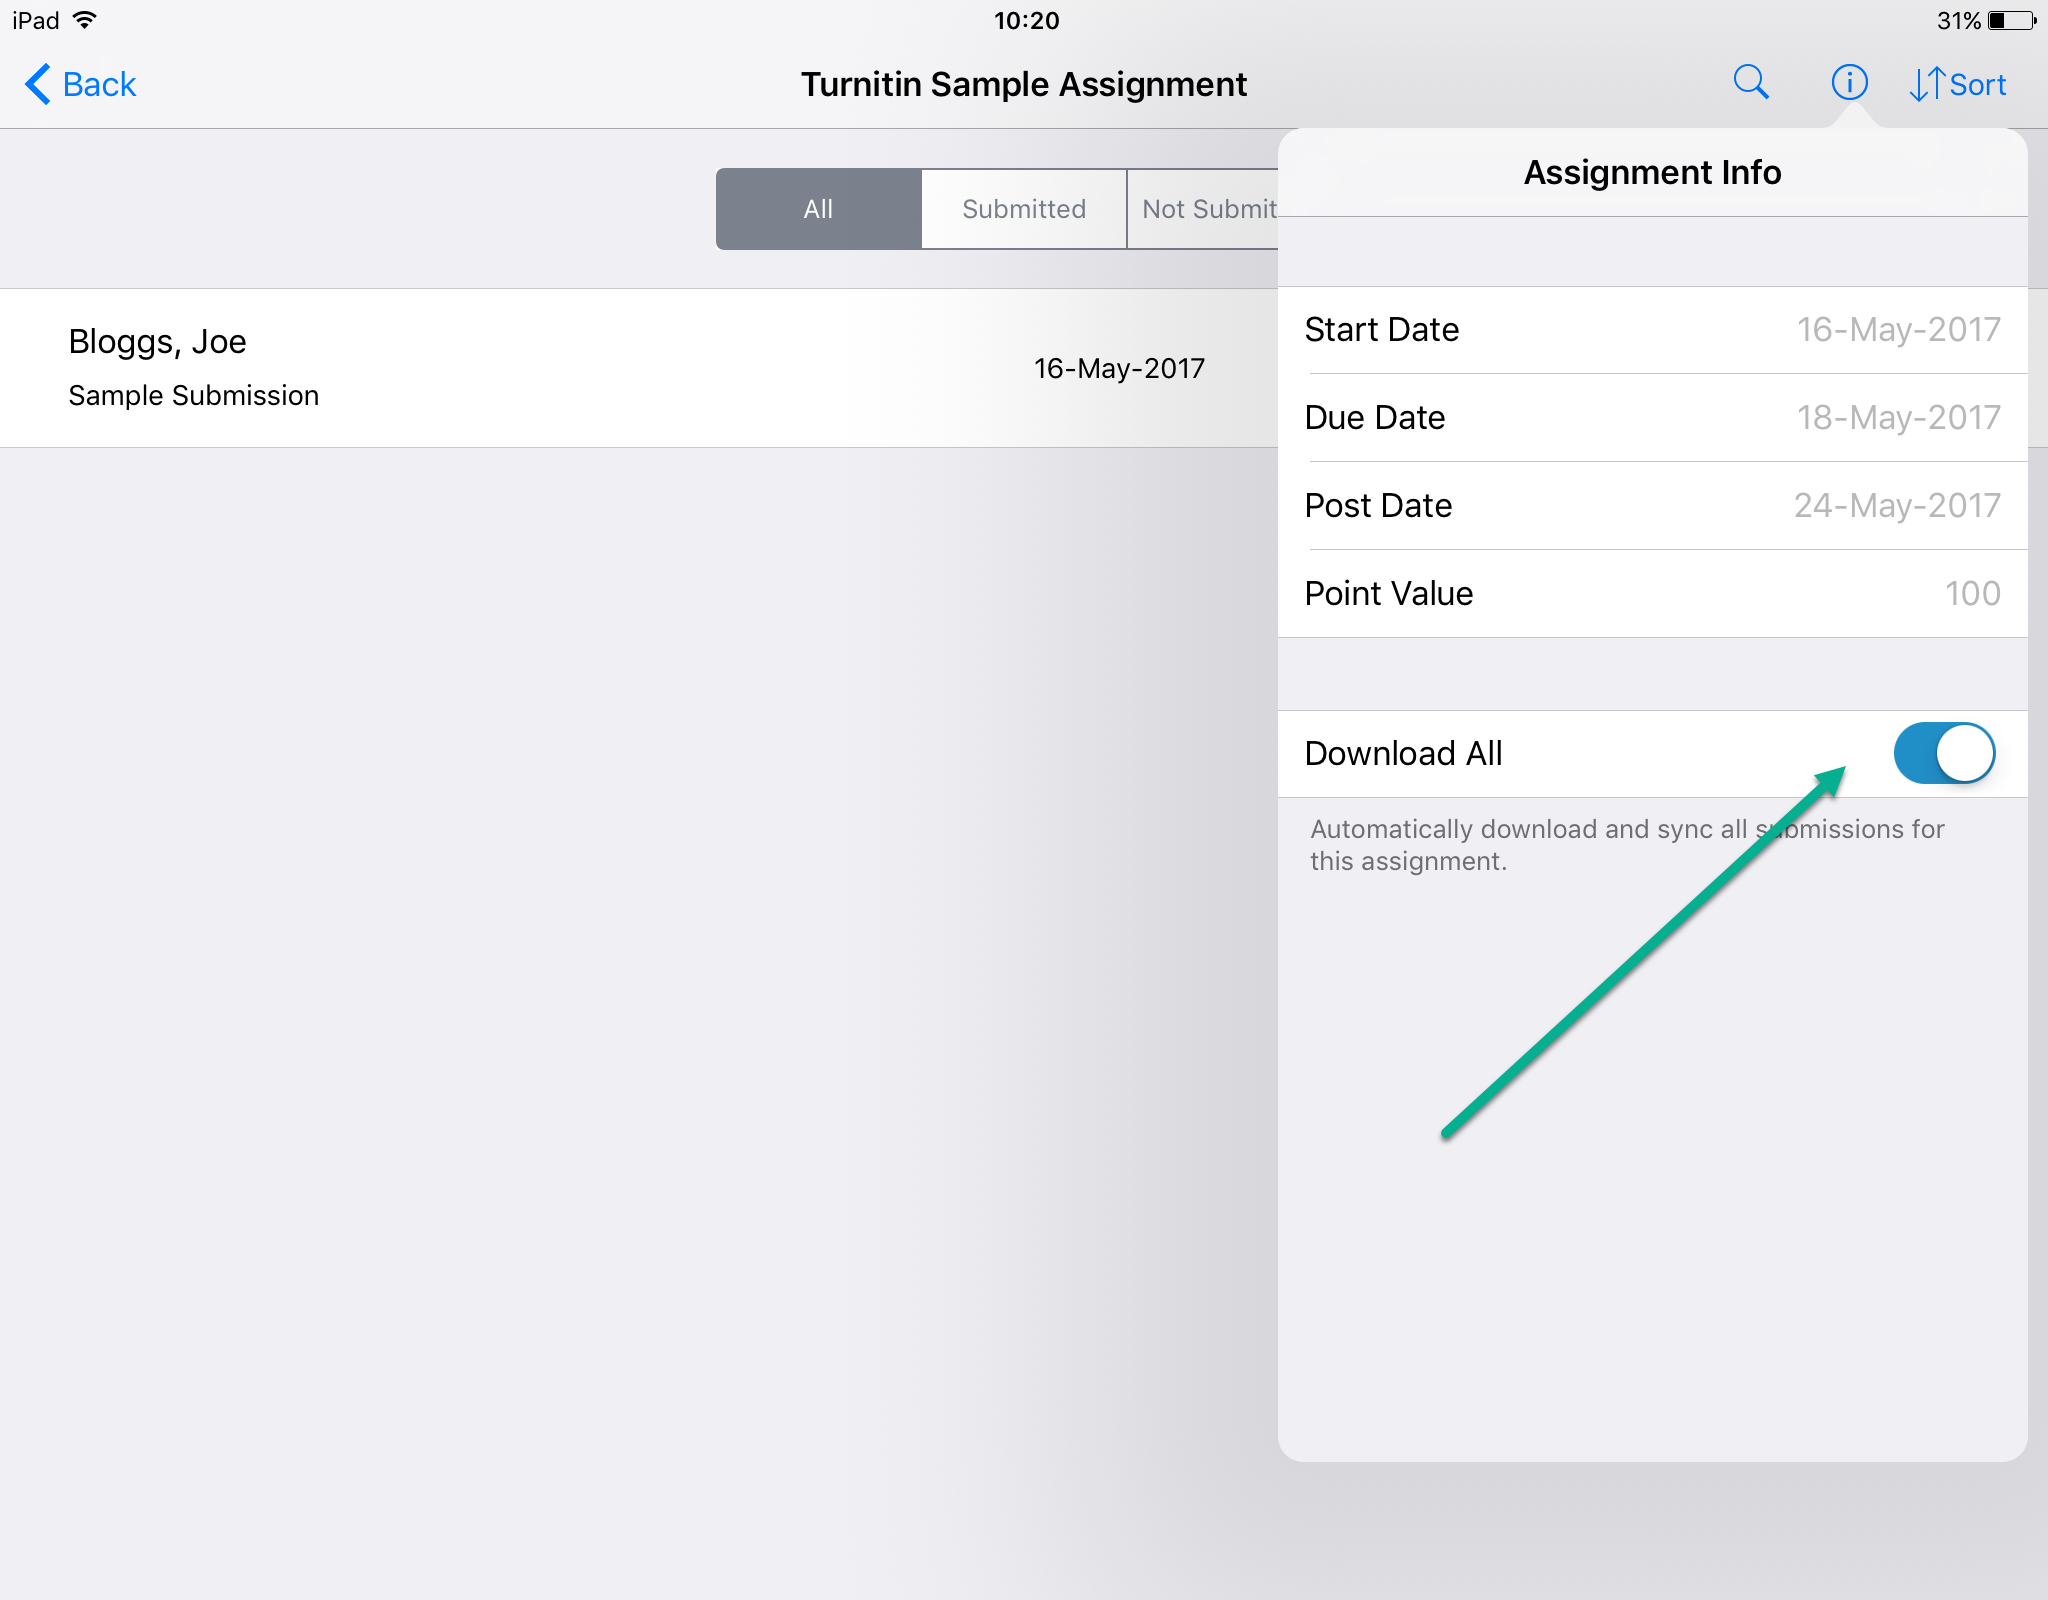 iPad
10:20
31%
Back
Turnitin Sample Assignment
Sort
All
Submitted
Not Submit
Bloggs, Joe
Sample Submission
16-May-2017
Assignment Info
Start Date 16-May-2017
Due Date 18-May-2017
Post Date 24-May-2017
Point Value 100
Download All
Automatically download and sync all submissions for
this assignment.